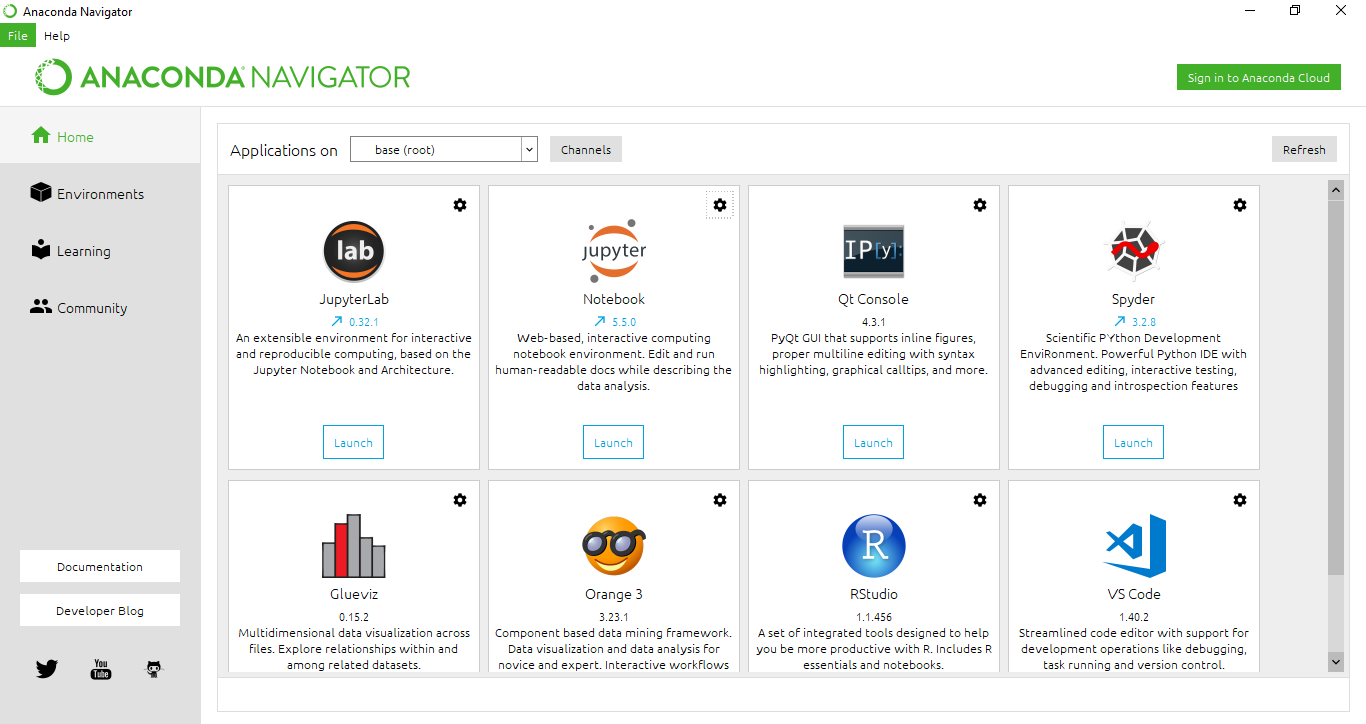 Anaconda Navigator
File Help
ANACONDA NAVIGATOR
Sign in to Anaconda Cloud
Home
Environments
Learning
Community
Documentation
Developer Blog
You
Tube
Applications on
base (root)
Channels
Refresh
lab
JupyterLab
0.32.1
An extensible environment for interactive
and reproducible computing, based on the
Jupyter Notebook and Architecture.
Launch
jupyter
Notebook
5.5.0
Web-based, interactive computing
notebook environment. Edit and run
human-readable docs while describing the
data analysis.
Launch
IP[y]:
Qt Console
4.3.1
PyQt GUI that supports inline figures,
proper multiline editing with syntax
highlighting, graphical calltips, and more.
Launch
Spyder
3.2.8
Scientific PYthon Development
EnviRonment. Powerful Python IDE with
advanced editing, interactive testing,
debugging and introspection features
Launch
Glueviz
0.15.2
Multidimensional data visualization across
files. Explore relationships within and
among related datasets.
Orange 3
3.23.1
Component based data mining framework.
Data visualization and data analysis for
novice and expert. Interactive workflows
R
RStudio
1.1.456
A set of integrated tools designed to help
you be more productive with R. Includes R
essentials and notebooks.
VS Code
1.40.2
Streamlined code editor with support for
development operations like debugging,
task running and version control.